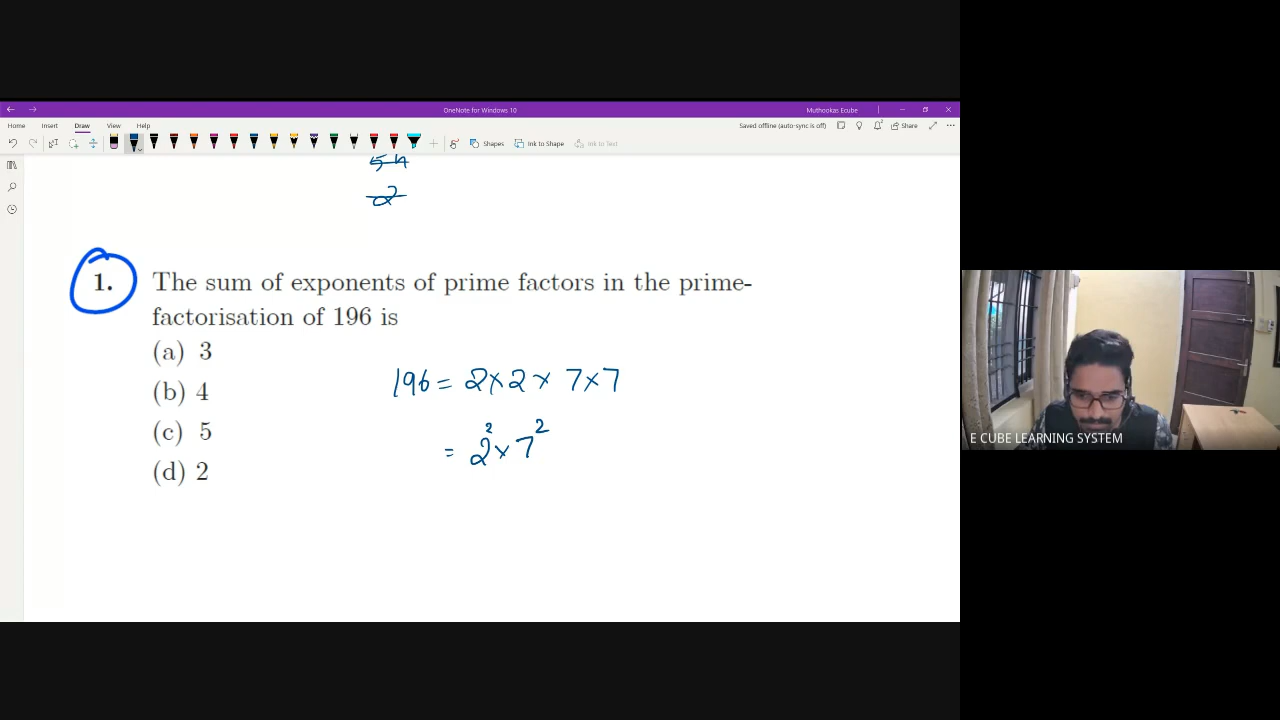 OneNote for Windows 10
Muthookas Ecube
Home Insert Draw View Help
Saved offline (auto-sync is off)
Share
Shapes
Ink to Shape
Ink to Text
2
1. The sum of exponents of prime factors in the prime-
factorisation of 196 is
(a) 3
(b) 4
(c) 5
(d) 2
196 = 2×2× 7×7
= 2² × 7²
E CUBE LEARNING SYSTEM